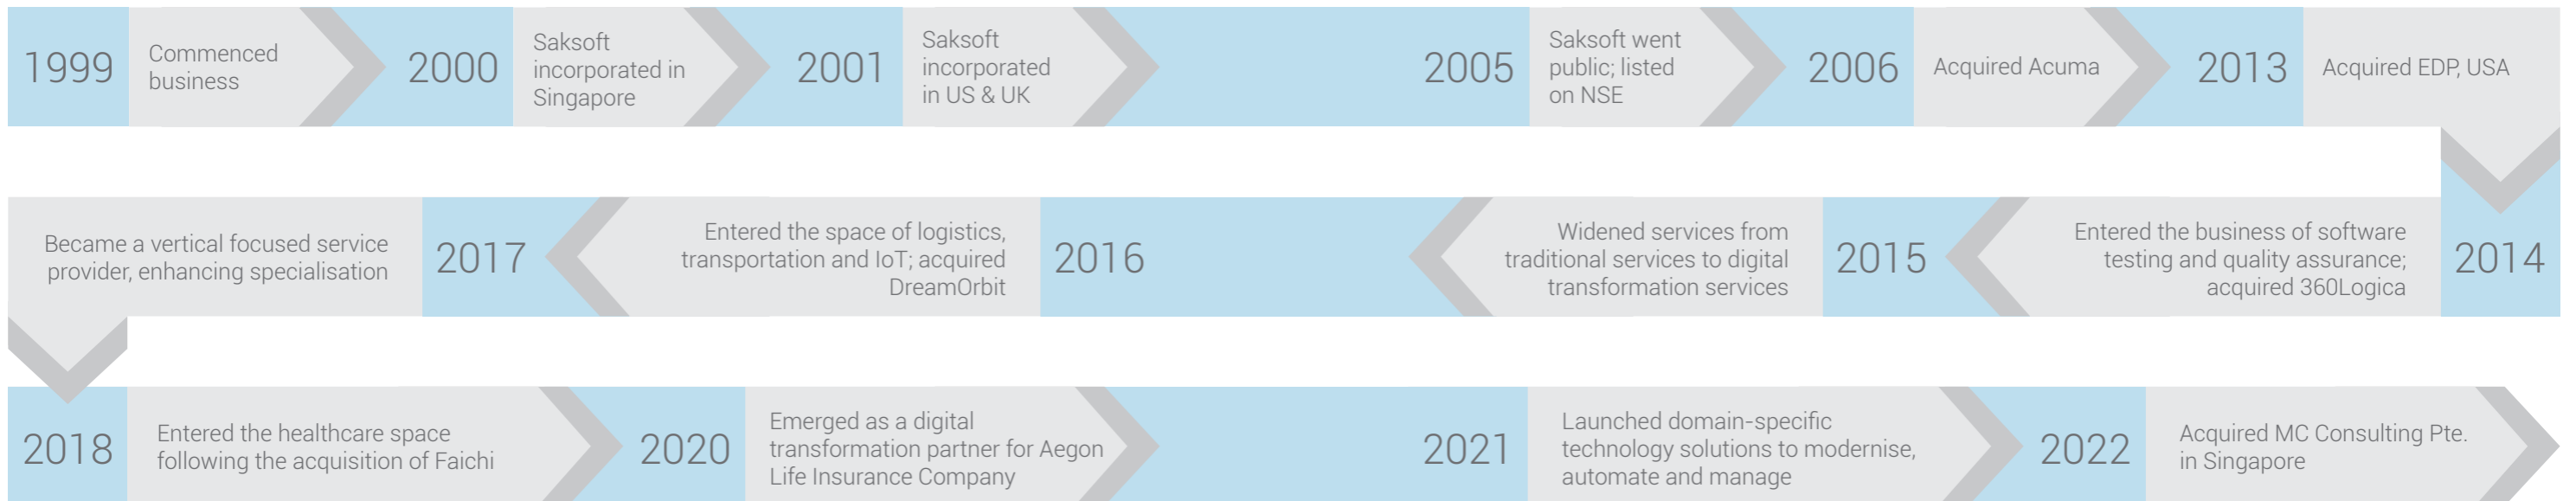 1999
Commenced
business
2000
Saksoft
incorporated in
Singapore
2001
Saksoft
incorporated
in US & UK
2005
Saksoft went
public; listed
on NSE
2006
Acquired Acuma
2013
Acquired EDP, USA
2014
Entered the business of software
testing and quality assurance;
acquired 360Logica
2015
Widened services from
traditional services to digital
transformation services
2016
Entered the space of logistics,
transportation and IoT; acquired
DreamOrbit
2017
Became a vertical focused service
provider, enhancing specialisation
2018
Entered the healthcare space
following the acquisition of Faichi
2020
Emerged as a digital
transformation partner for Aegon
Life Insurance Company
2021
Launched domain-specific
technology solutions to modernise,
automate and manage
2022
Acquired MC Consulting Pte.
in Singapore